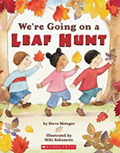 We're Going on a
LEAF HUNT
by Steve Metzger
Illustrated by
Miki Sakamoto
SCHOLASTIC